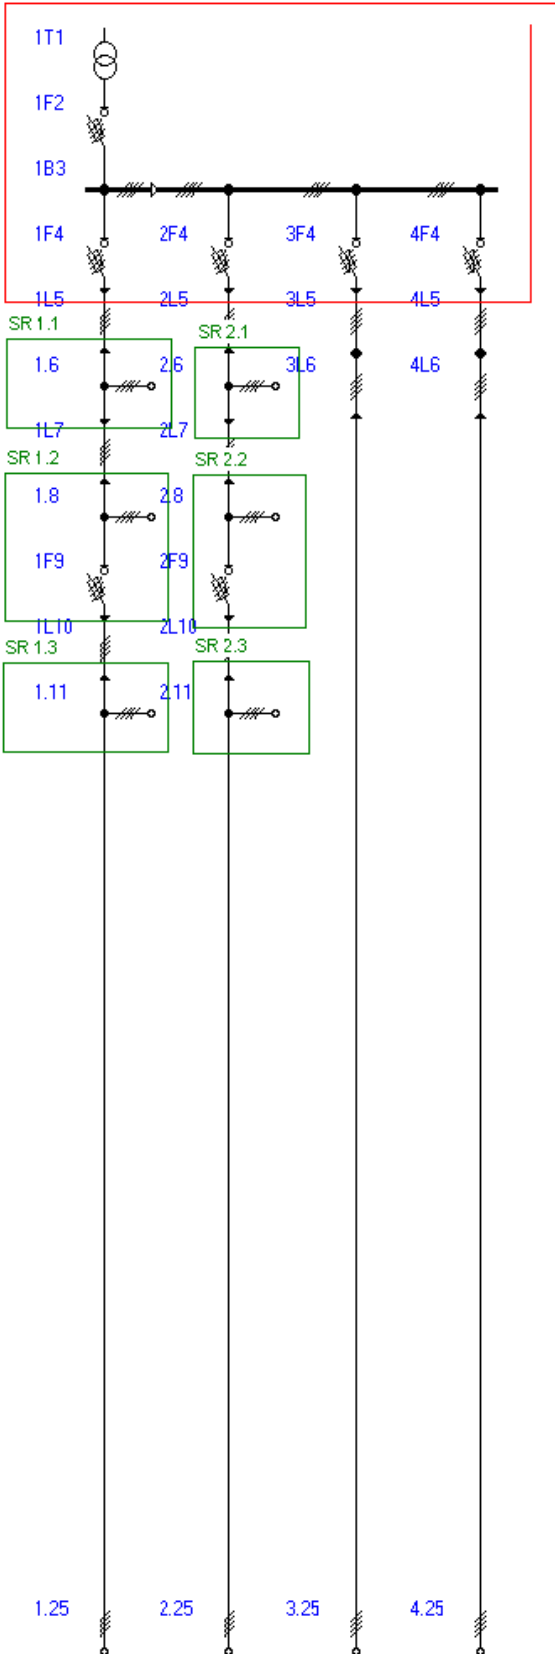 1T1
1F2
1B3
1F4 2F4 3F4 4F4
1L5 2L5 3L5 4L5
SR 1.1 SR 2.1
1.6 2.6 3L6 4L6
1L7 2L7
SR 1.2 SR 2.2
1.8 2.8
1F9 2F9
1L10 2L10
SR 1.3 SR 2.3
1.11 2.11
1.25 2.25 3.25 4.25